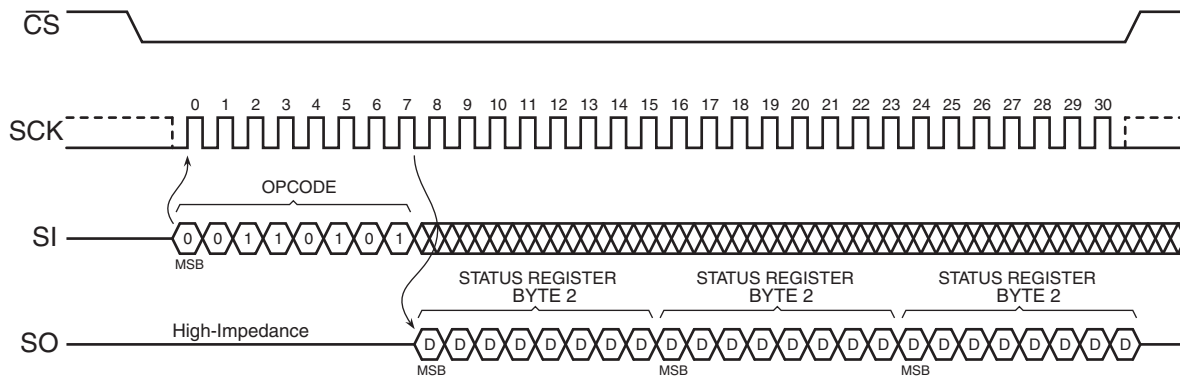 CS
0 1 2 3 4 5 6 7 8 9 10 11 12 13 14 15 16 17 18 19 20 21 22 23 24 25 26 27 28 29 30
SCK
OPCODE
SI
0 0 1 1 0 1 0 1
MSB
STATUS REGISTER
BYTE 2
STATUS REGISTER
BYTE 2
STATUS REGISTER
BYTE 2
High-Impedance
SO
D D D D D D D D D D D D D D D D D D D D D D D D
MSB
MSB
MSB